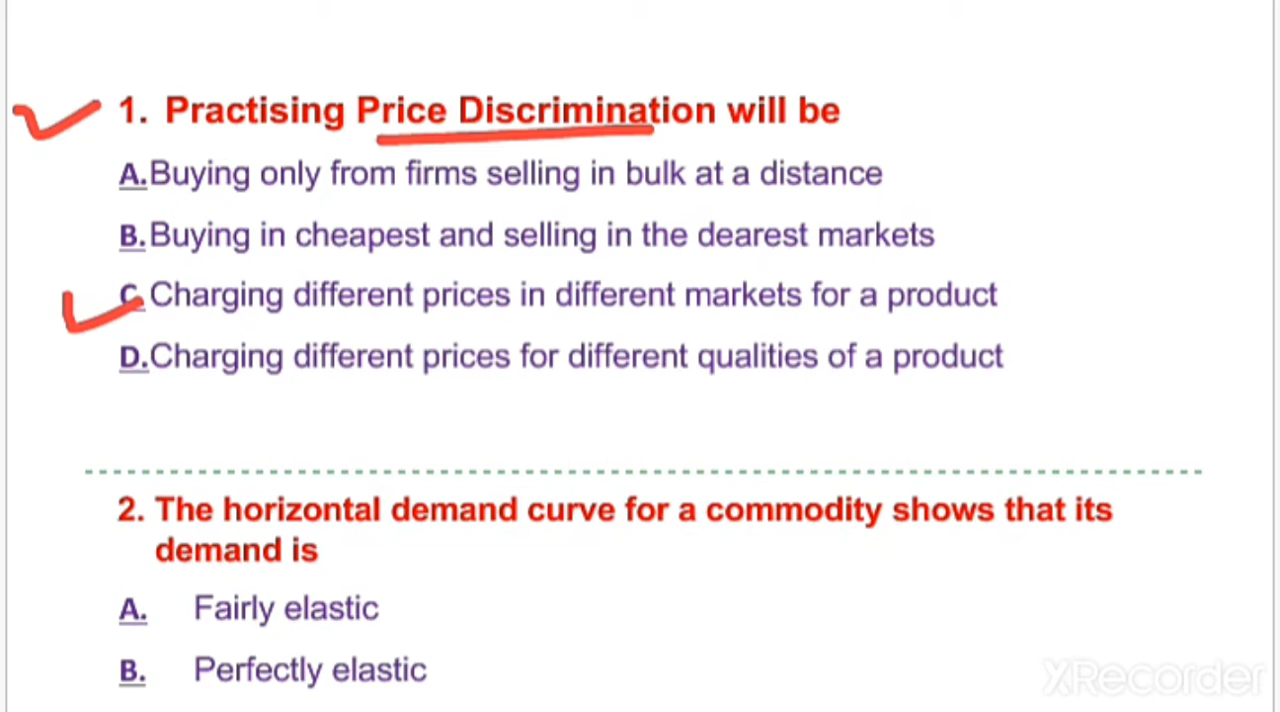 1. Practising Price Discrimination will be
A. Buying only from firms selling in bulk at a distance
B. Buying in cheapest and selling in the dearest markets
C. Charging different prices in different markets for a product
D. Charging different prices for different qualities of a product
2. The horizontal demand curve for a commodity shows that its
demand is
A. Fairly elastic
B. Perfectly elastic
XRecorder